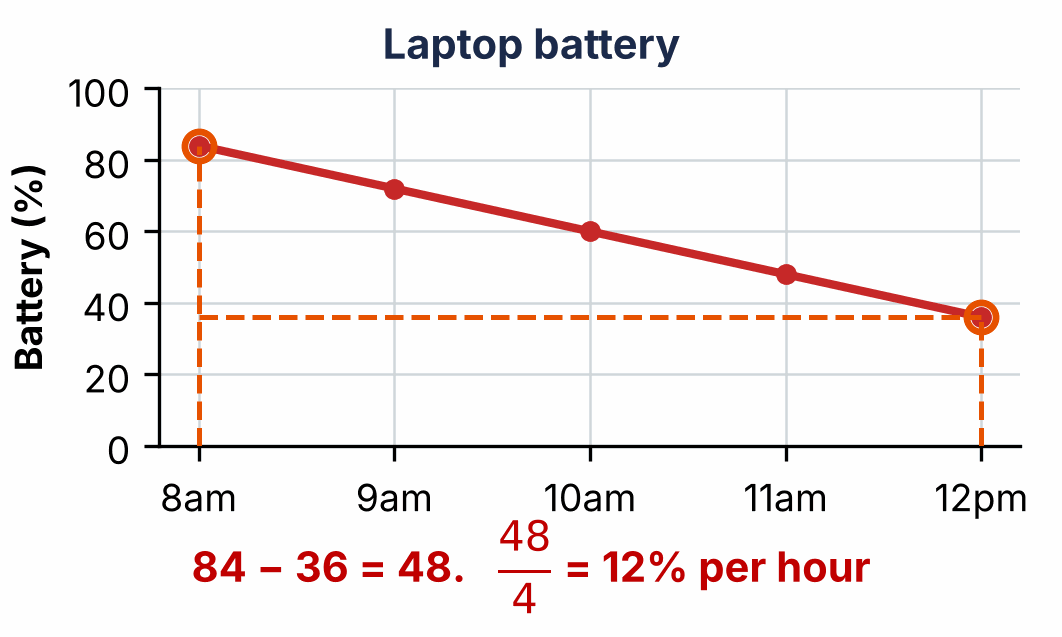 Laptop battery
100
80
60
40
20
0
Battery (%)
8am 9am 10am 11am 12pm
84 − 36 = 48. 48/4 = 12% per hour